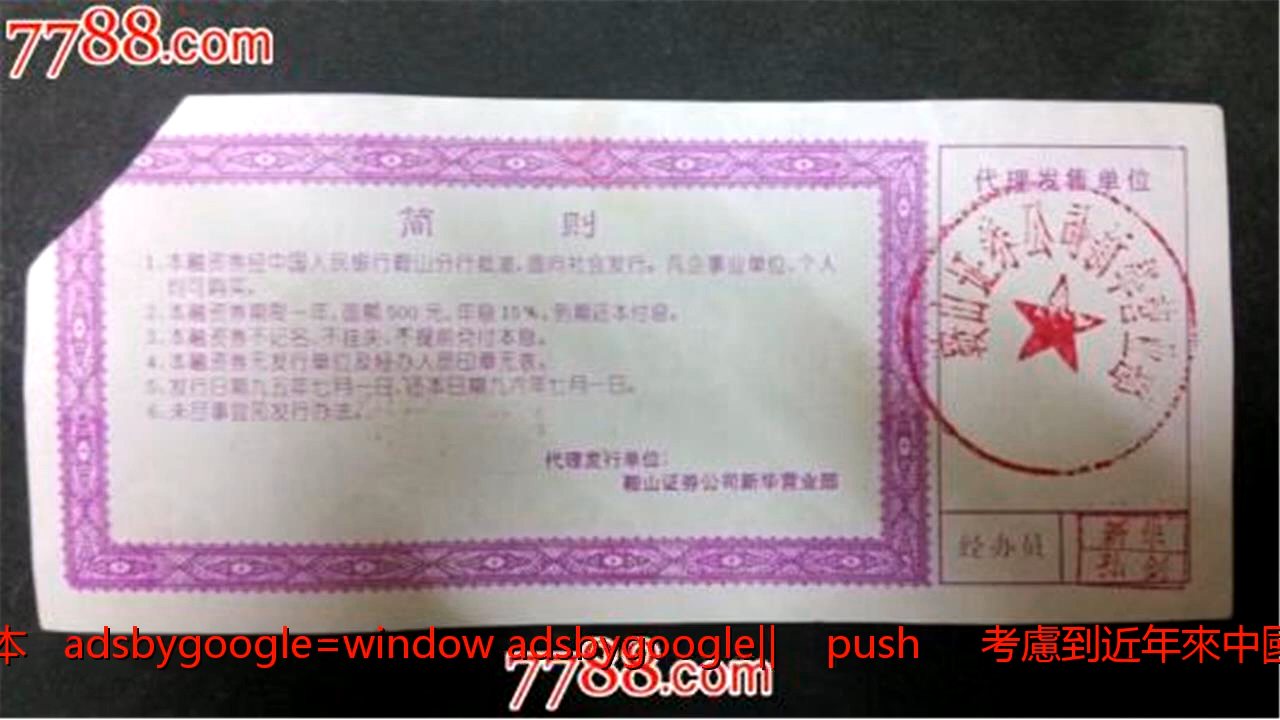 7788.com
代理发售单位
简 则
1、本融资券经中国人民银行鞍山分行批准,面向社会发行。凡企事业单位、个人
均可购买。
2、本融资券期限一年,面额500元,年息15%,到期还本付息。
3、本融资券不记名、不挂失、不提前兑付本息。
4、本融资券无发行单位及经办人员印章无效。
5、发行日期九五年七月一日,还本日期九六年七月一日。
6、未尽事宜见发行办法。
代理发行单位:
鞍山证券公司新华营业部
鞍山证券公司新华营业部
经办员
新华
本 adsbygoogle=window adsbygoogle|| push 考慮到近年來中國
7788.com